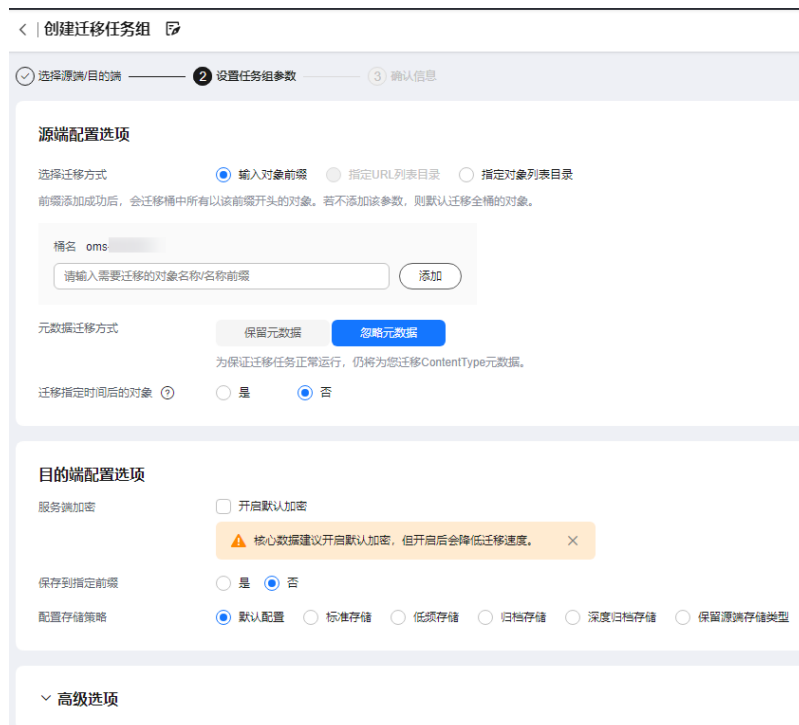 创建迁移任务组
选择源端/目的端 2 设置任务组参数 3 确认信息
源端配置选项
选择迁移方式 输入对象前缀 指定URL列表目录 指定对象列表目录
前缀添加成功后，会迁移桶中所有以该前缀开头的对象。若不添加该参数，则默认迁移全桶的对象。
桶名 oms-
请输入需要迁移的对象名称/名称前缀 添加
元数据迁移方式 保留元数据 忽略元数据
为保证迁移任务正常运行，仍将为您迁移ContentType元数据。
迁移指定时间后的对象 ? 是 否
目的端配置选项
服务端加密 开启默认加密
核心数据建议开启默认加密，但开启后会降低迁移速度。
保存到指定前缀 是 否
配置存储策略 默认配置 标准存储 低频存储 归档存储 深度归档存储 保留源端存储类型
高级选项